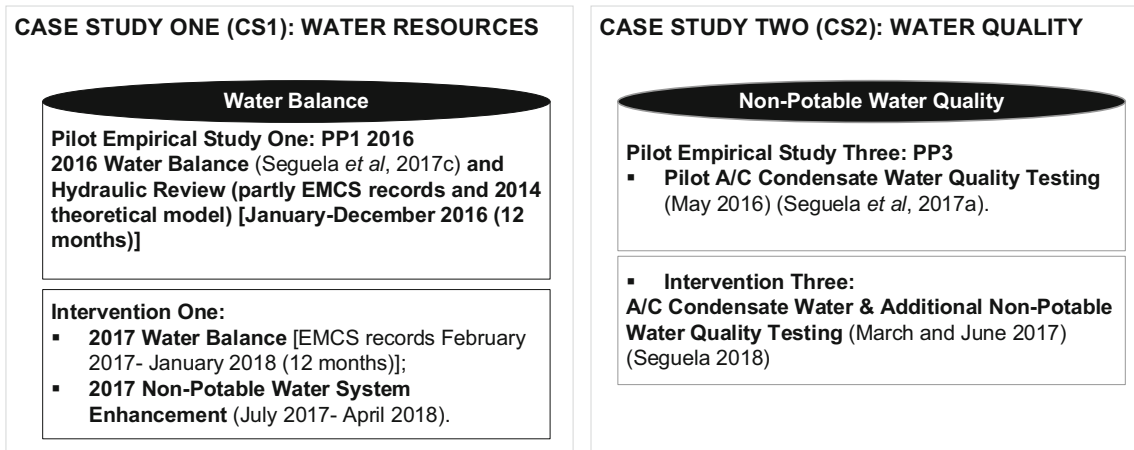 CASE STUDY ONE (CS1): WATER RESOURCES
Water Balance
Pilot Empirical Study One: PP1 2016
2016 Water Balance (Seguela et al, 2017c) and
Hydraulic Review (partly EMCS records and 2014
theoretical model) [January-December 2016 (12
months)]
Intervention One:
▪ 2017 Water Balance [EMCS records February
2017- January 2018 (12 months)];
▪ 2017 Non-Potable Water System
Enhancement (July 2017- April 2018).
CASE STUDY TWO (CS2): WATER QUALITY
Non-Potable Water Quality
Pilot Empirical Study Three: PP3
▪ Pilot A/C Condensate Water Quality Testing
(May 2016) (Seguela et al, 2017a).
▪ Intervention Three:
A/C Condensate Water & Additional Non-Potable
Water Quality Testing (March and June 2017)
(Seguela 2018)